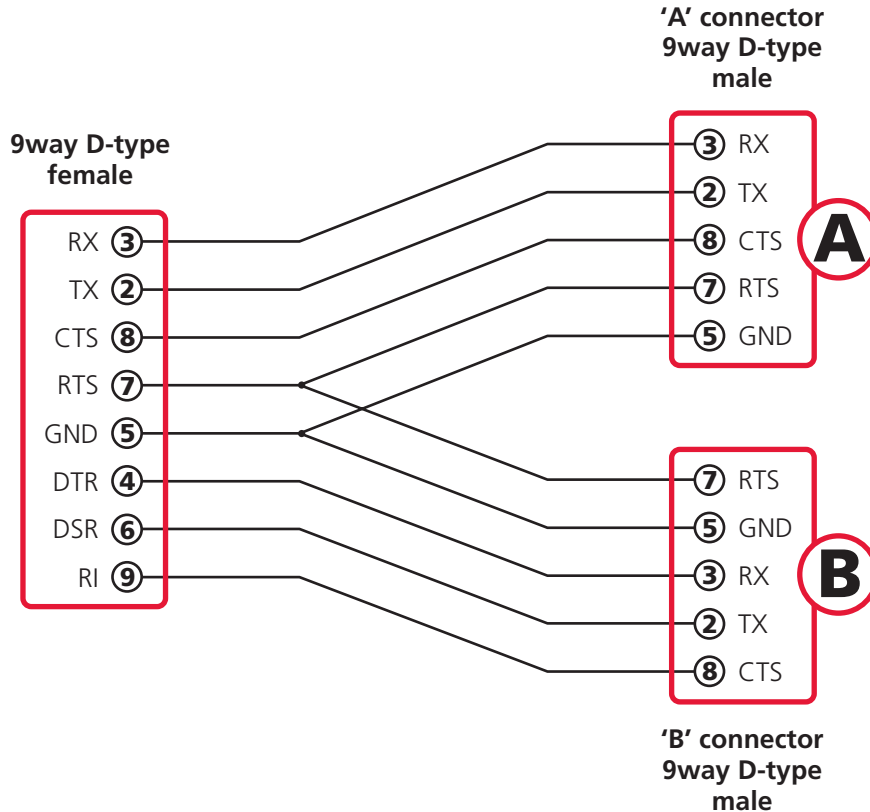 9way D-type
female
RX 3
TX 2
CTS 8
RTS 7
GND 5
DTR 4
DSR 6
RI 9
‘A’ connector
9way D-type
male
3 RX
2 TX
8 CTS
7 RTS
5 GND
A
7 RTS
5 GND
3 RX
2 TX
8 CTS
B
‘B’ connector
9way D-type
male